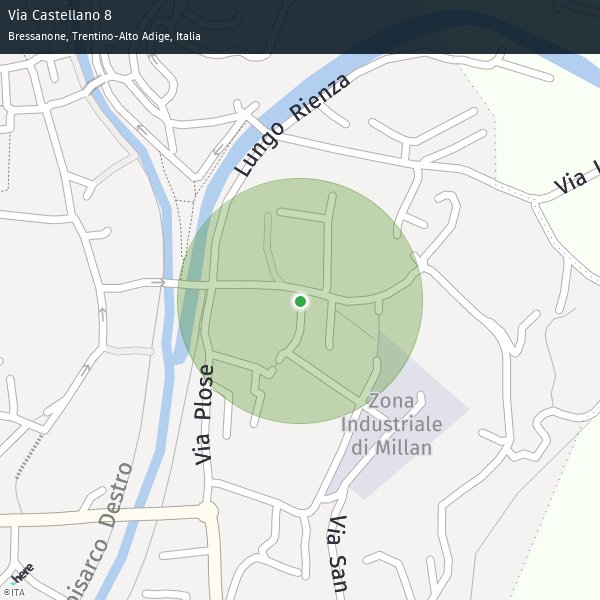 Via Castellano 8
Bressanone, Trentino-Alto Adige, Italia
Lungo Rienza
Via
Via Plose
Zona
Industriale
di Millan
Destro
Via San
here
©ITA